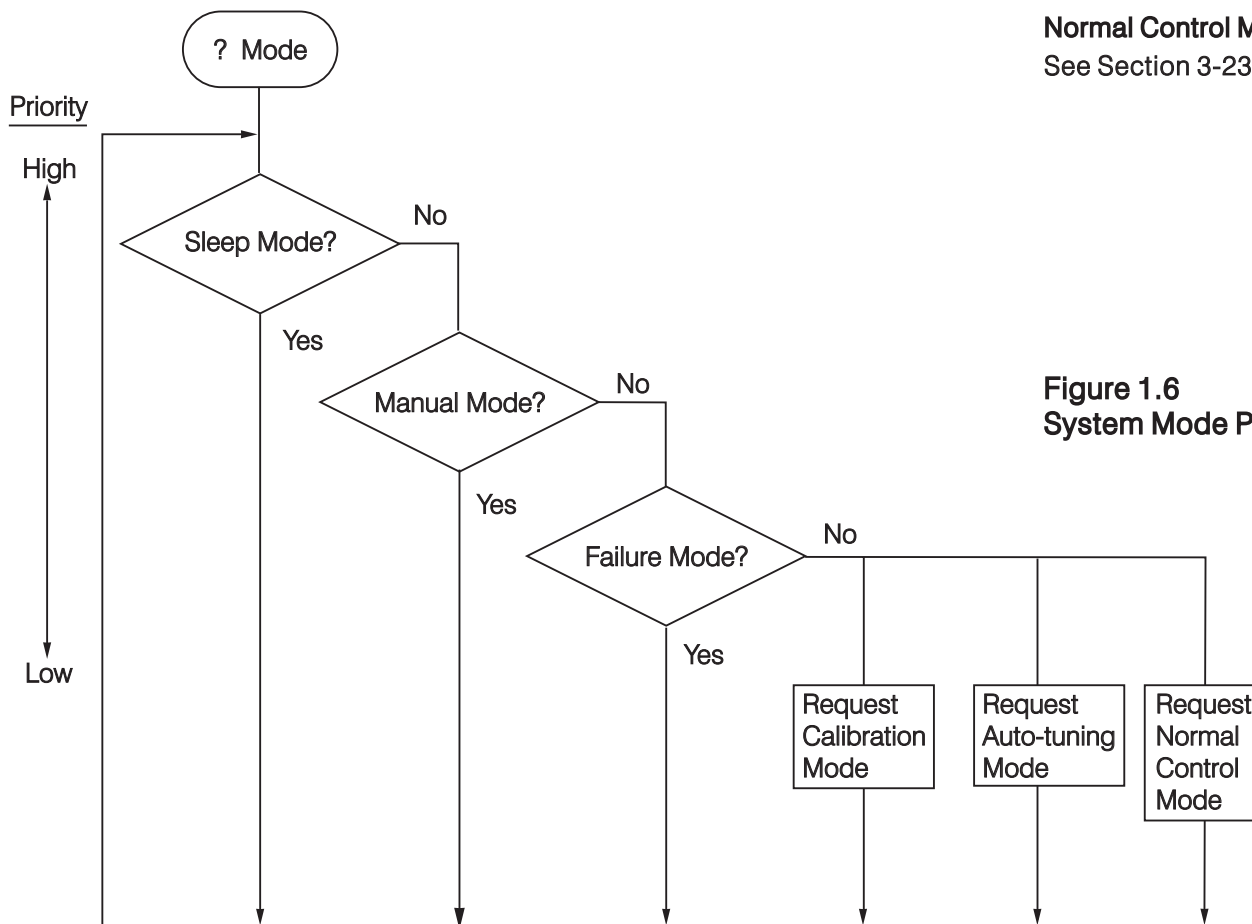 Normal Control M
See Section 3-23
? Mode
Priority
High
No
Sleep Mode?
Yes
No
Manual Mode?
Figure 1.6
System Mode P
Yes
No
Failure Mode?
Yes
Low
Request
Calibration
Mode
Request
Auto-tuning
Mode
Request
Normal
Control
Mode